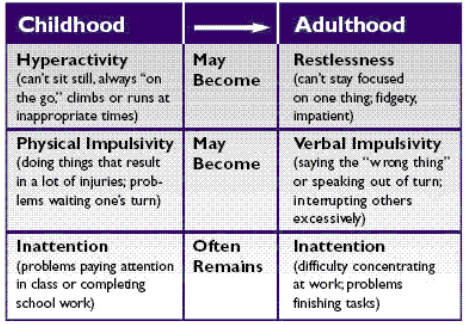 Childhood
Adulthood
Hyperactivity
(can't sit still, always "on
the go," climbs or runs at
inappropriate times)
May
Become
Restlessness
(can't stay focused
on one thing; fidgety,
impatient)
Physical Impulsivity
(doing things that result
in a lot of injuries; prob-
lems waiting one's turn)
May
Become
Verbal Impulsivity
(saying the "wrong thing"
or speaking out of turn;
interrupting others
excessively)
Inattention
(problems paying attention
in class or completing
school work)
Often
Remains
Inattention
(difficulty concentrating
at work; problems
finishing tasks)